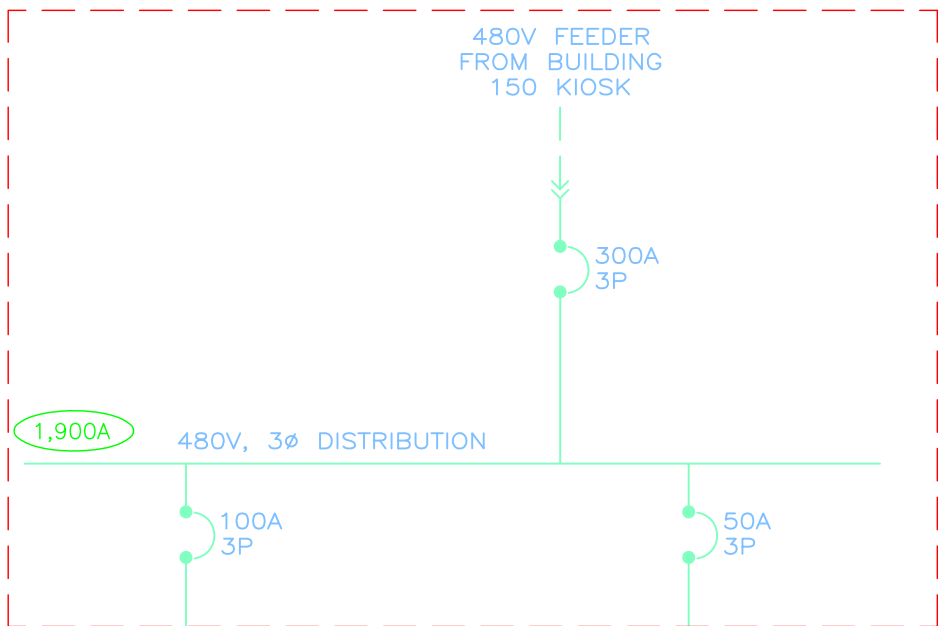 480V FEEDER
FROM BUILDING
150 KIOSK
300A
3P
1,900A
480V, 3ø DISTRIBUTION
100A
3P
50A
3P